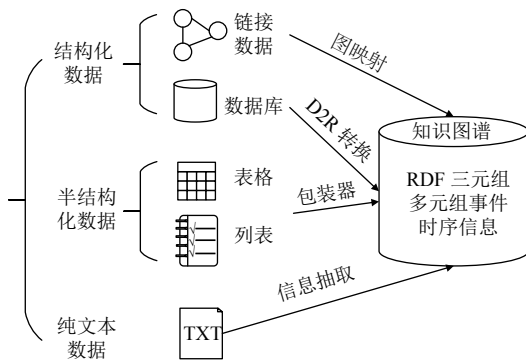 结构化
数据
链接
数据
数据库
半结构
化数据
表格
列表
纯文本
数据
TXT
图映射
D2R 转换
包装器
信息抽取
知识图谱
RDF 三元组
多元组事件
时序信息